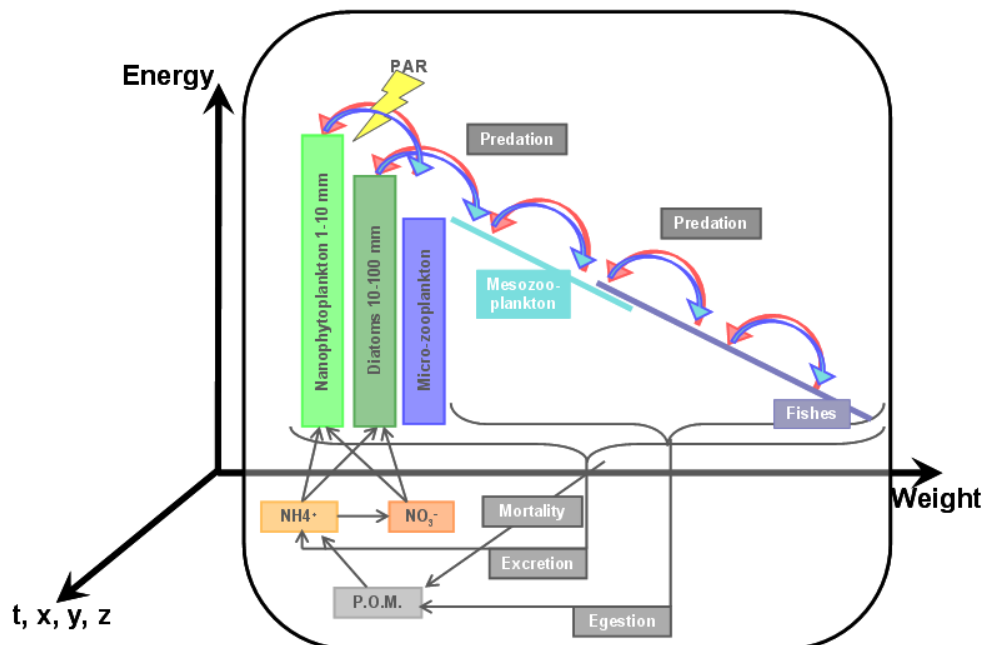 PAR
Energy
Predation
Predation
Nanophytoplankton 1-10 mm
Diatoms 10-100 mm
Micro-zooplankton
Mesozoo-
plankton
Fishes
Weight
NH4⁺
NO₃⁻
Mortality
Excretion
P.O.M.
Egestion
t, x, y, z